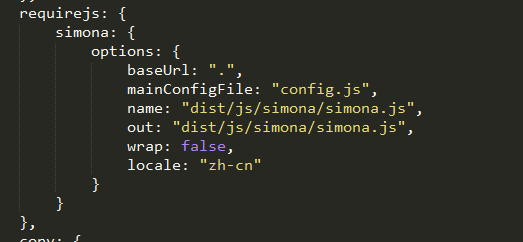 requirejs: {
simona: {
options: {
baseUrl: ".",
mainConfigFile: "config.js",
name: "dist/js/simona/simona.js",
out: "dist/js/simona/simona.js",
wrap: false,
locale: "zh-cn"
}
}
},
copy: {